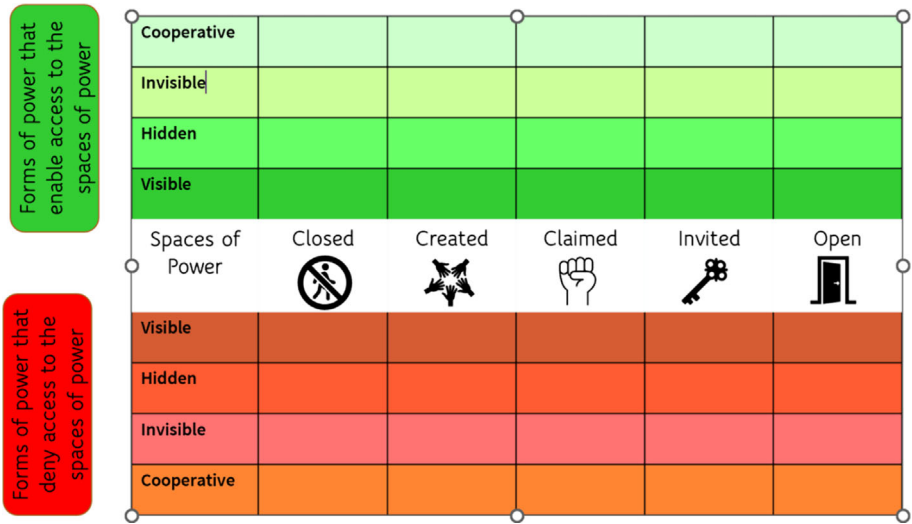 Forms of power that
enable access to the
spaces of power
Cooperative
Invisible
Hidden
Visible
Spaces of
Power
Closed
Created
Claimed
Invited
Open
Forms of power that
deny access to the
spaces of power
Visible
Hidden
Invisible
Cooperative